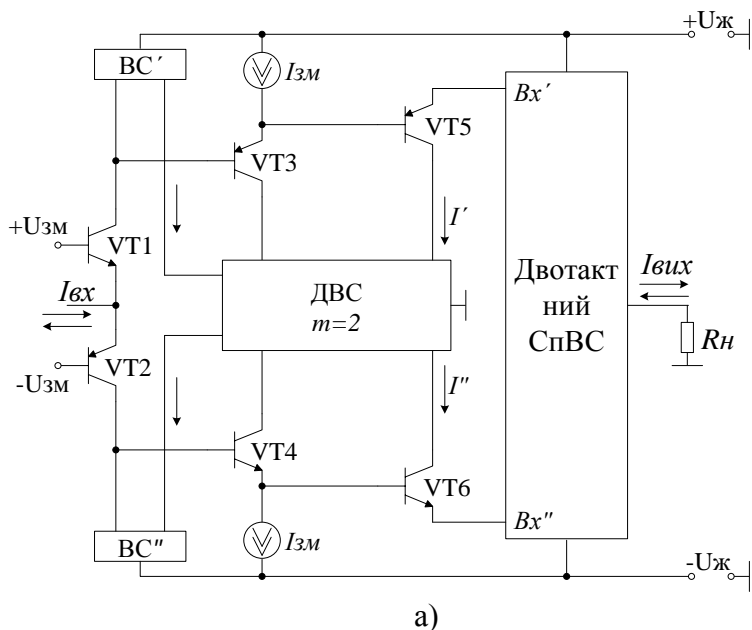 +Uж
ВС′
Iзм
Вх′
VT5
VT3
+Uзм
VT1
I′
Iвх
ДВС
m=2
Двотакт
ний
СпВС
Iвих
Rн
VT2
-Uзм
I″
VT4
VT6
Iзм
Вх″
ВС″
-Uж
а)